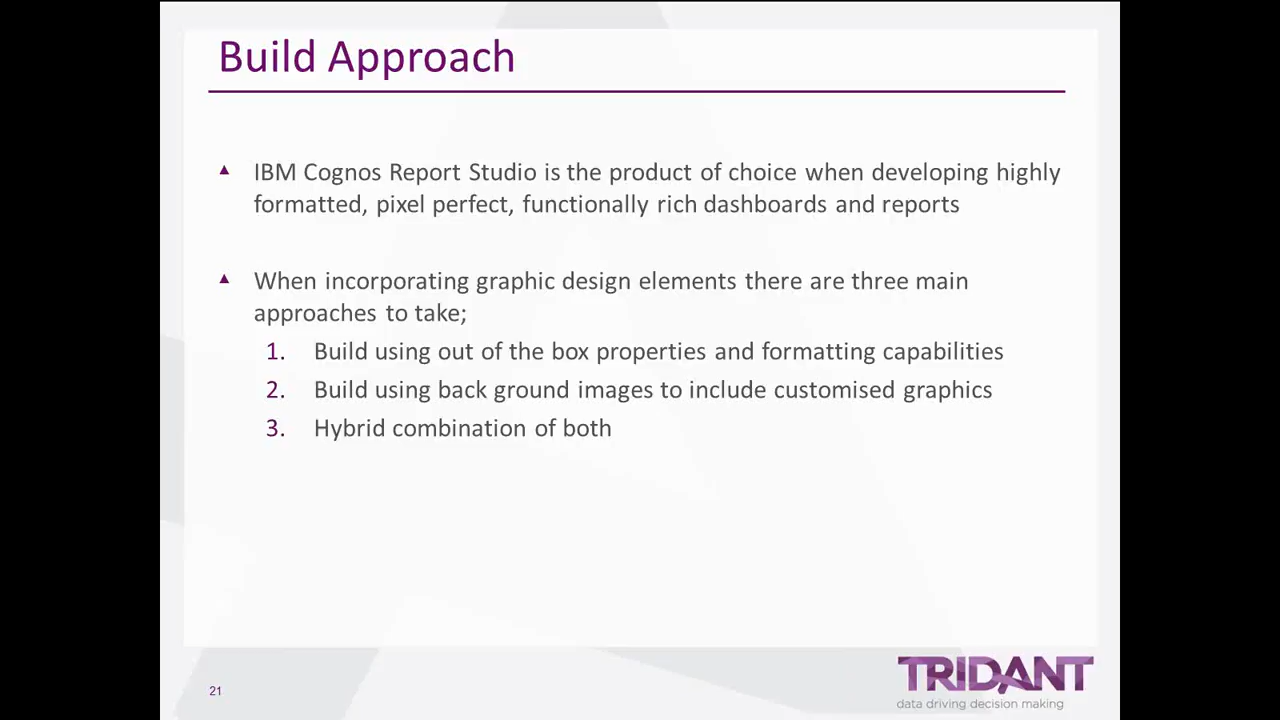 Build Approach
▲ IBM Cognos Report Studio is the product of choice when developing highly
formatted, pixel perfect, functionally rich dashboards and reports
▲ When incorporating graphic design elements there are three main
approaches to take;
1. Build using out of the box properties and formatting capabilities
2. Build using back ground images to include customised graphics
3. Hybrid combination of both
21
TRIDANT
data driving decision making